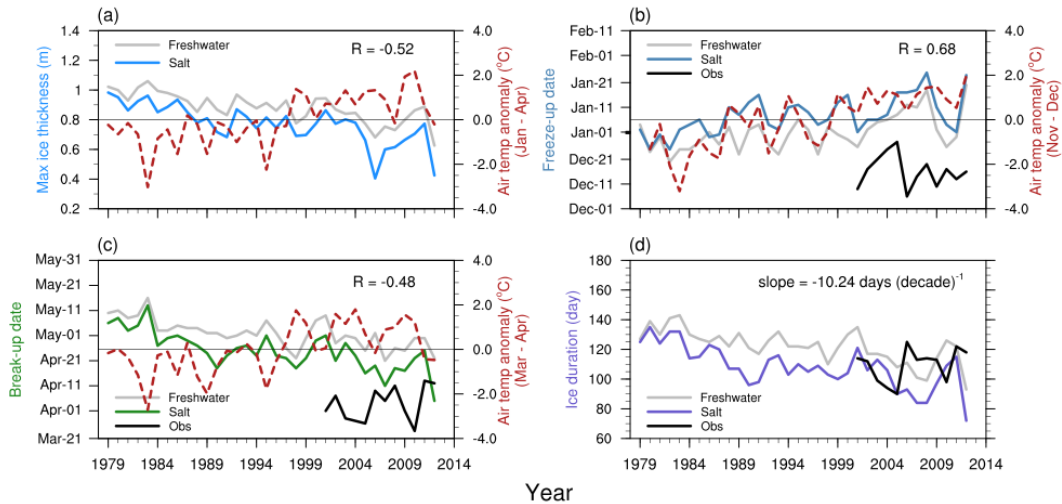 (a)
1.4
1.2
1
0.8
0.6
0.4
0.2
Max ice thickness (m)
Freshwater
Salt
R = -0.52
4.0
2.0
0.0
-2.0
-4.0
Air temp anomaly (°C)
(Jan - Apr)
(b)
Feb-11
Feb-01
Jan-21
Jan-11
Jan-01
Dec-21
Dec-11
Dec-01
Freeze-up date
Freshwater
Salt
Obs
R = 0.68
4.0
2.0
0.0
-2.0
-4.0
Air temp anomaly (°C)
(Nov - Dec)
(c)
May-31
May-21
May-11
May-01
Apr-21
Apr-11
Apr-01
Mar-21
Break-up date
R = -0.48
Freshwater
Salt
Obs
4.0
2.0
0.0
-2.0
-4.0
Air temp anomaly (°C)
(Mar - Apr)
1979 1984 1989 1994 1999 2004 2009 2014
(d)
180
160
140
120
100
80
60
Ice duration (day)
slope = -10.24 days (decade)⁻¹
Freshwater
Salt
Obs
1979 1984 1989 1994 1999 2004 2009 2014
Year